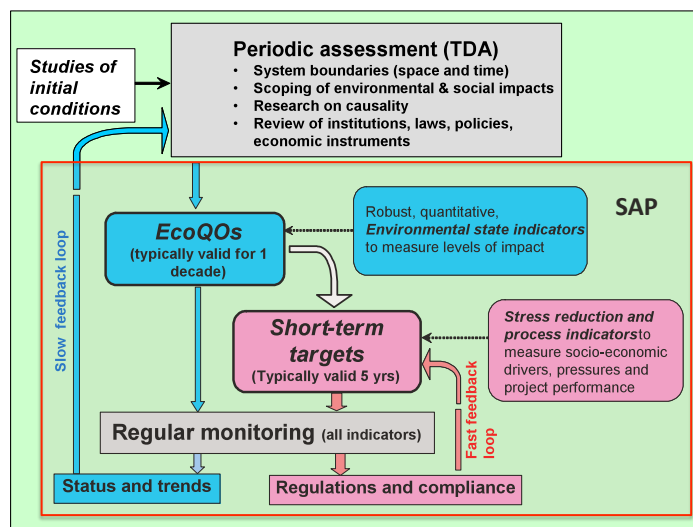 Periodic assessment (TDA)
• System boundaries (space and time)
• Scoping of environmental & social impacts
• Research on causality
• Review of institutions, laws, policies,
economic instruments
Studies of
initial
conditions
SAP
EcoQOs
(typically valid for 1
decade)
Robust, quantitative,
Environmental state indicators
to measure levels of impact
Slow feedback loop
Short-term
targets
(Typically valid 5 yrs)
Stress reduction and
process indicatorsto
measure socio-economic
drivers, pressures and
project performance
Fast feedback
loop
Regular monitoring (all indicators)
Status and trends
Regulations and compliance